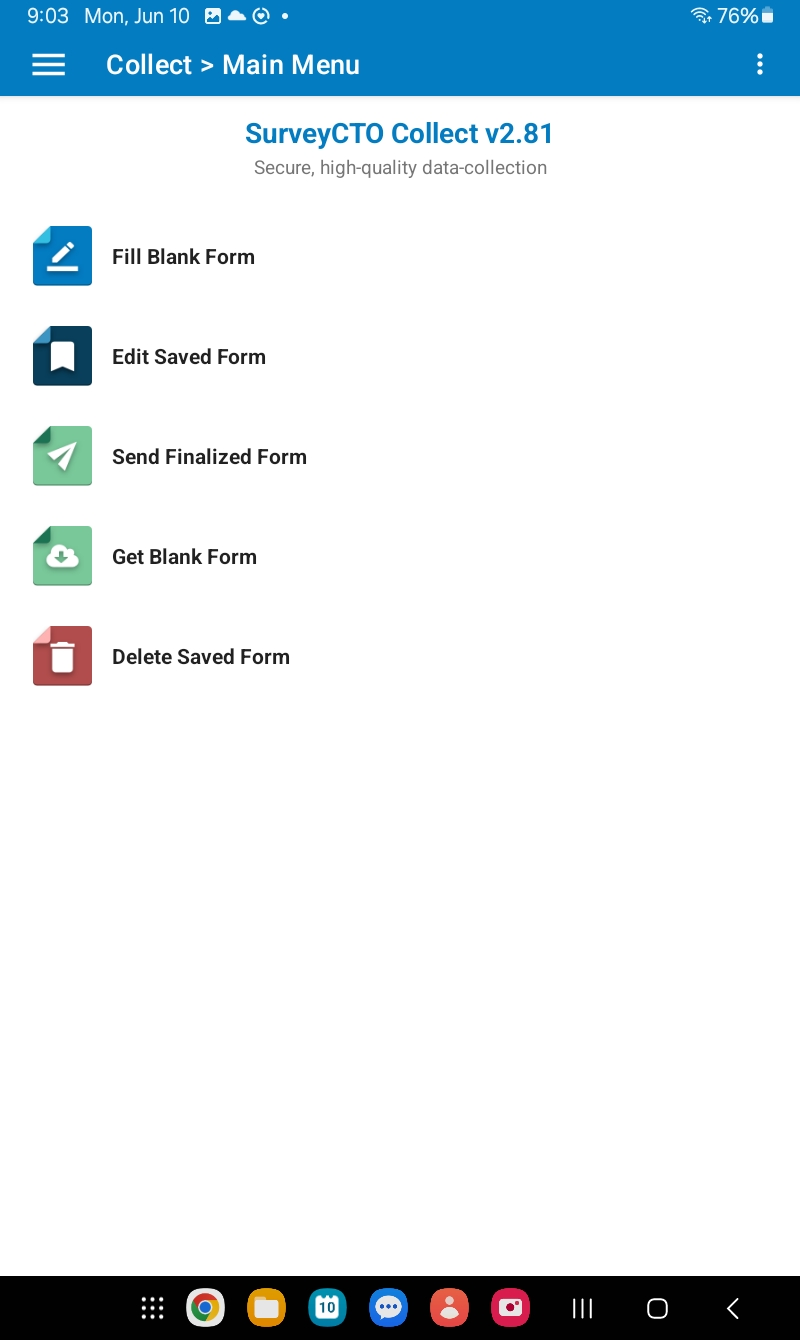 9:03 Mon, Jun 10 76%
Collect > Main Menu
SurveyCTO Collect v2.81
Secure, high-quality data-collection
Fill Blank Form
Edit Saved Form
Send Finalized Form
Get Blank Form
Delete Saved Form
10